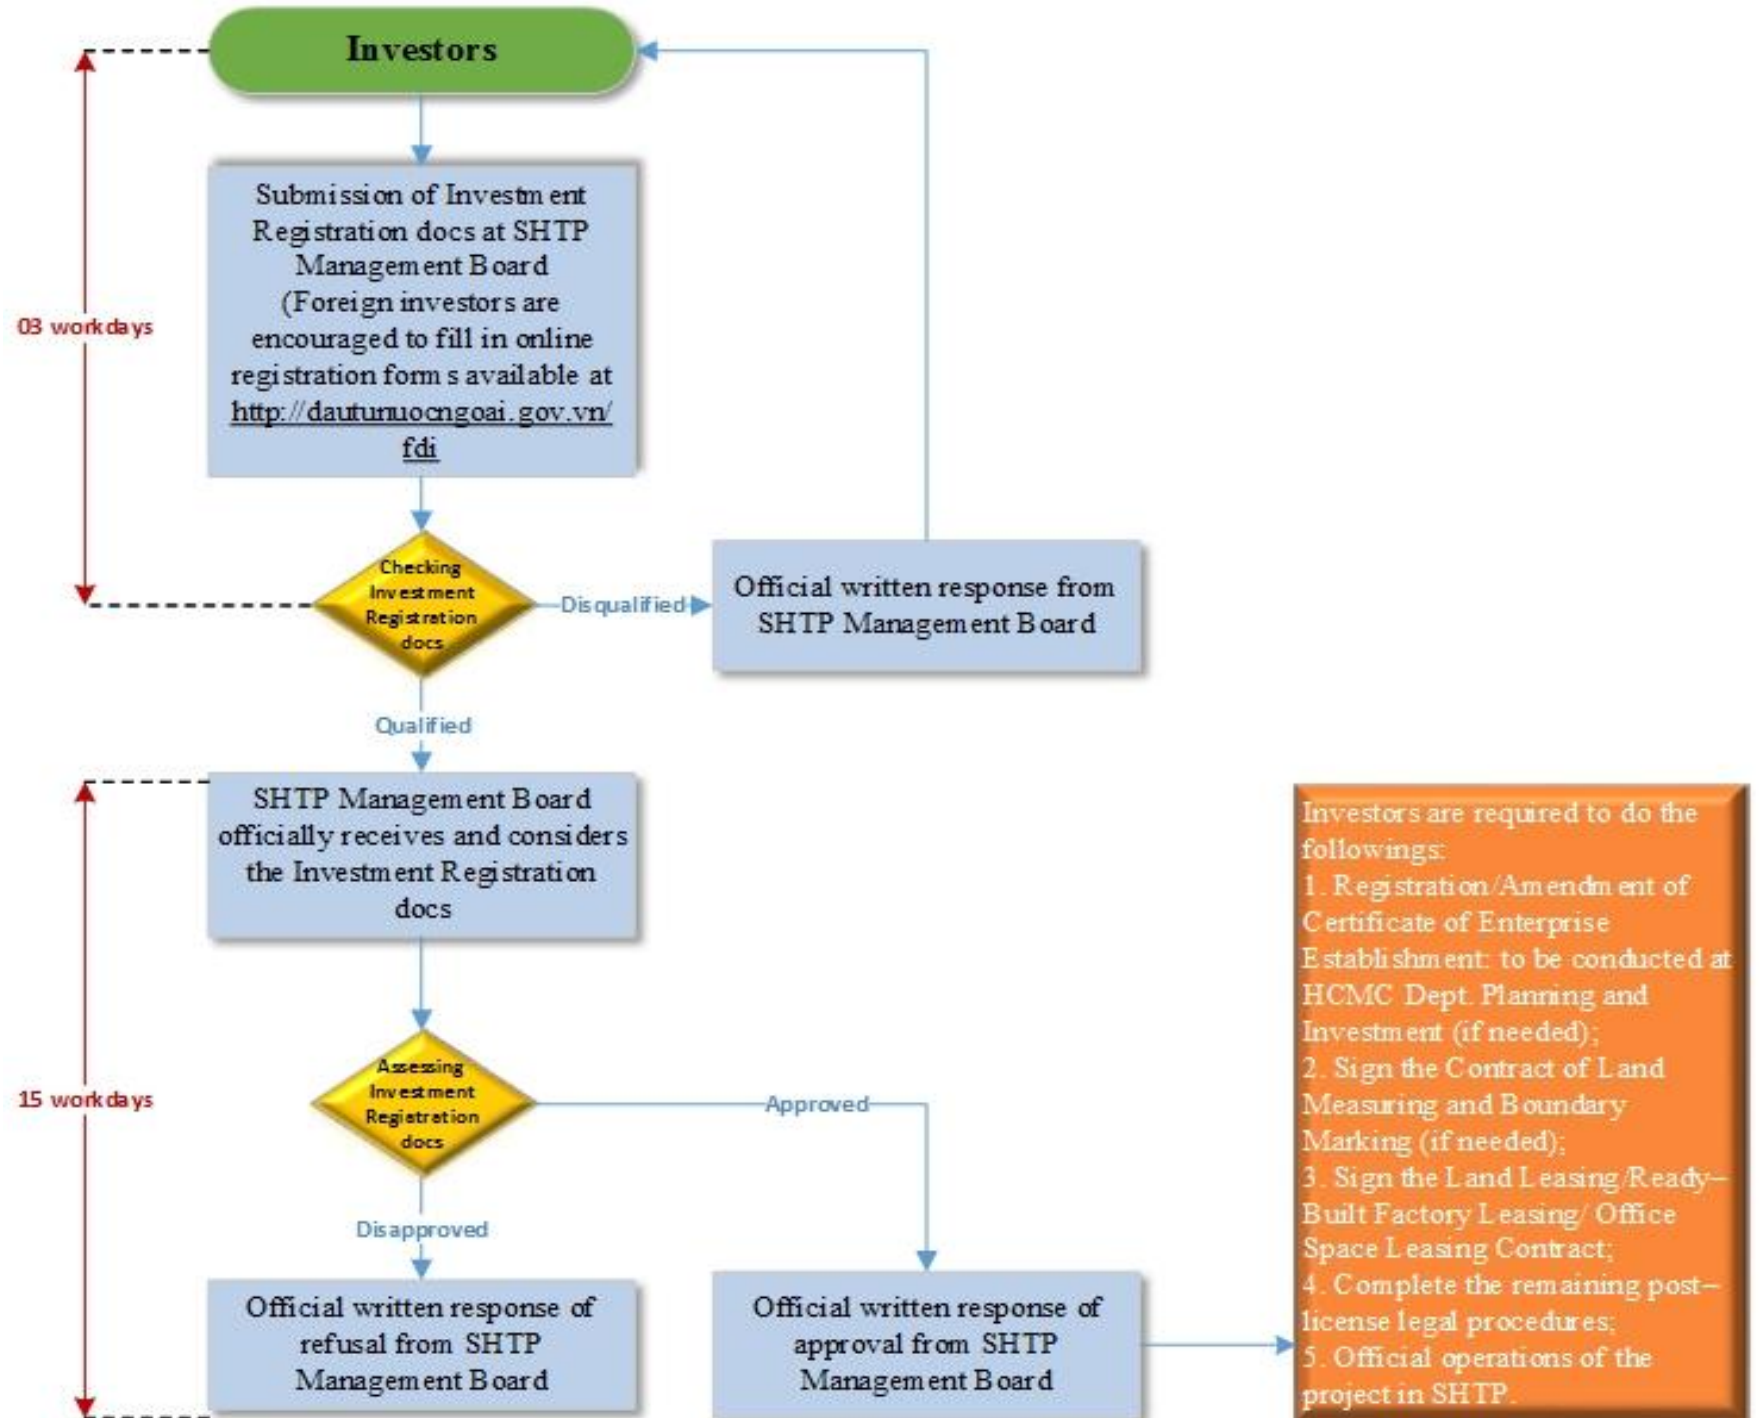 Investors
Submission of Investment
Registration docs at SHTP
Management Board
(Foreign investors are
encouraged to fill in online
registration forms available at
http://dautunuocngoai.gov.vn/
fdi
03 workdays
Checking
Investment
Registration
docs
Disqualified
Official written response from
SHTP Management Board
Qualified
SHTP Management Board
officially receives and considers
the Investment Registration
docs
15 workdays
Assessing
Investment
Regiatration
docs
Approved
Disapproved
Official written response of
refusal from SHTP
Management Board
Official written response of
approval from SHTP
Management Board
Investors are required to do the
followings:
1. Registration/Amendment of
Certificate of Enterprise
Establishment: to be conducted at
HCMC Dept. Planning and
Investment (if needed);
2. Sign the Contract of Land
Measuring and Boundary
Marking (if needed);
3. Sign the Land Leasing/Ready–
Built Factory Leasing/ Office
Space Leasing Contract;
4. Complete the remaining post–
license legal procedures;
5. Official operations of the
project in SHTP.